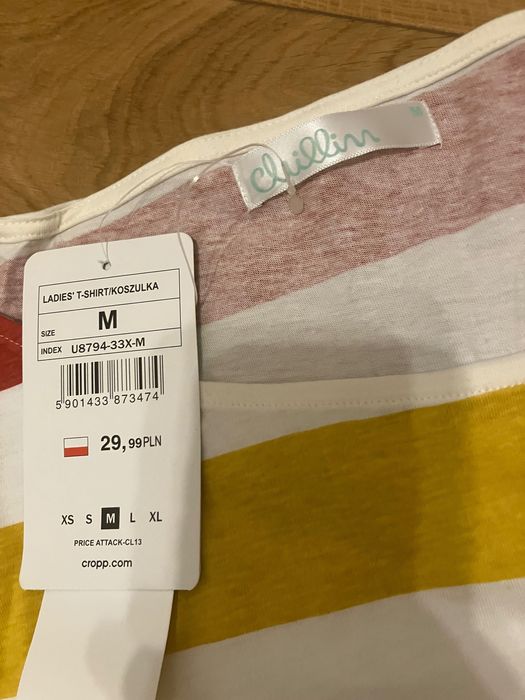 chillin
M
LADIES' T-SHIRT/KOSZULKA
SIZE M
INDEX U8794-33X-M
5 901433 873474
29,99PLN
XS S M L XL
PRICE ATTACK-CL13
cropp.com